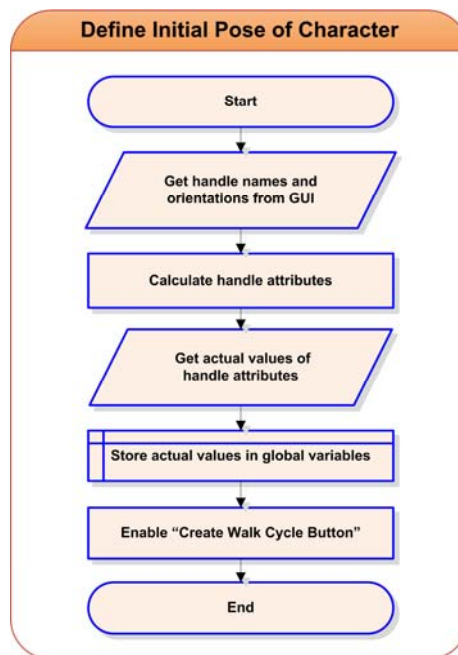 Define Initial Pose of Character
Start
Get handle names and
orientations from GUI
Calculate handle attributes
Get actual values of
handle attributes
Store actual values in global variables
Enable “Create Walk Cycle Button”
End